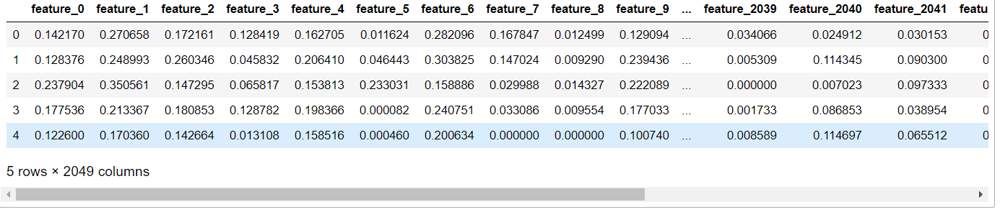 feature_0 feature_1 feature_2 feature_3 feature_4 feature_5 feature_6 feature_7 feature_8 feature_9 ... feature_2039 feature_2040 feature_2041 featu
0 0.142170 0.270658 0.172161 0.128419 0.162705 0.011624 0.282096 0.167847 0.012499 0.129094 ... 0.034066 0.024912 0.030153 0
1 0.128376 0.248993 0.260346 0.045832 0.206410 0.046443 0.303825 0.147024 0.009290 0.239436 ... 0.005309 0.114345 0.090300 0
2 0.237904 0.350561 0.147295 0.065817 0.153813 0.233031 0.158886 0.029988 0.014327 0.222089 ... 0.000000 0.007023 0.097333 0
3 0.177536 0.213367 0.180853 0.128782 0.198366 0.000082 0.240751 0.033086 0.009554 0.177033 ... 0.001733 0.086853 0.038954 0
4 0.122600 0.170360 0.142664 0.013108 0.158516 0.000460 0.200634 0.000000 0.000000 0.100740 ... 0.008589 0.114697 0.065512 0
5 rows × 2049 columns